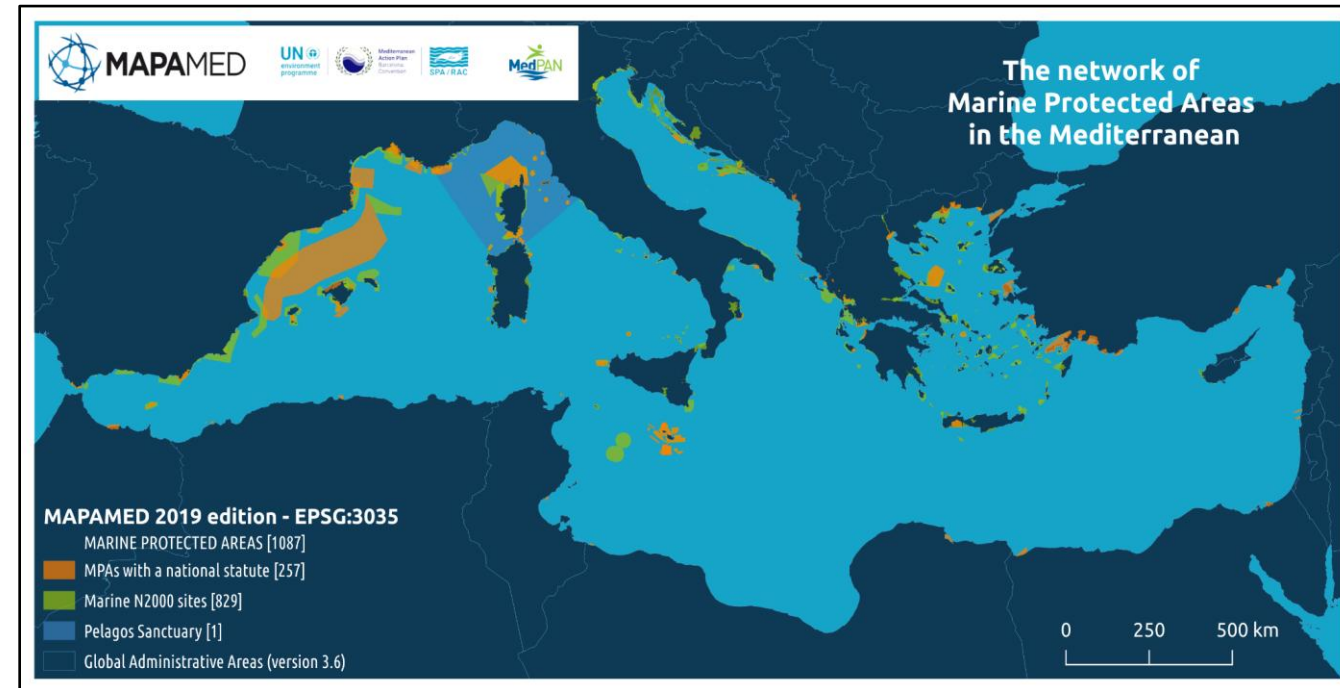 MAPAMED
UN
environment
programme
Mediterranean
Action Plan
Barcelona
Convention
SPA/RAC
MedPAN
The network of
Marine Protected Areas
in the Mediterranean
MAPAMED 2019 edition - EPSG:3035
MARINE PROTECTED AREAS [1087]
MPAs with a national statute [257]
Marine N2000 sites [829]
Pelagos Sanctuary [1]
Global Administrative Areas (version 3.6)
0 250 500 km